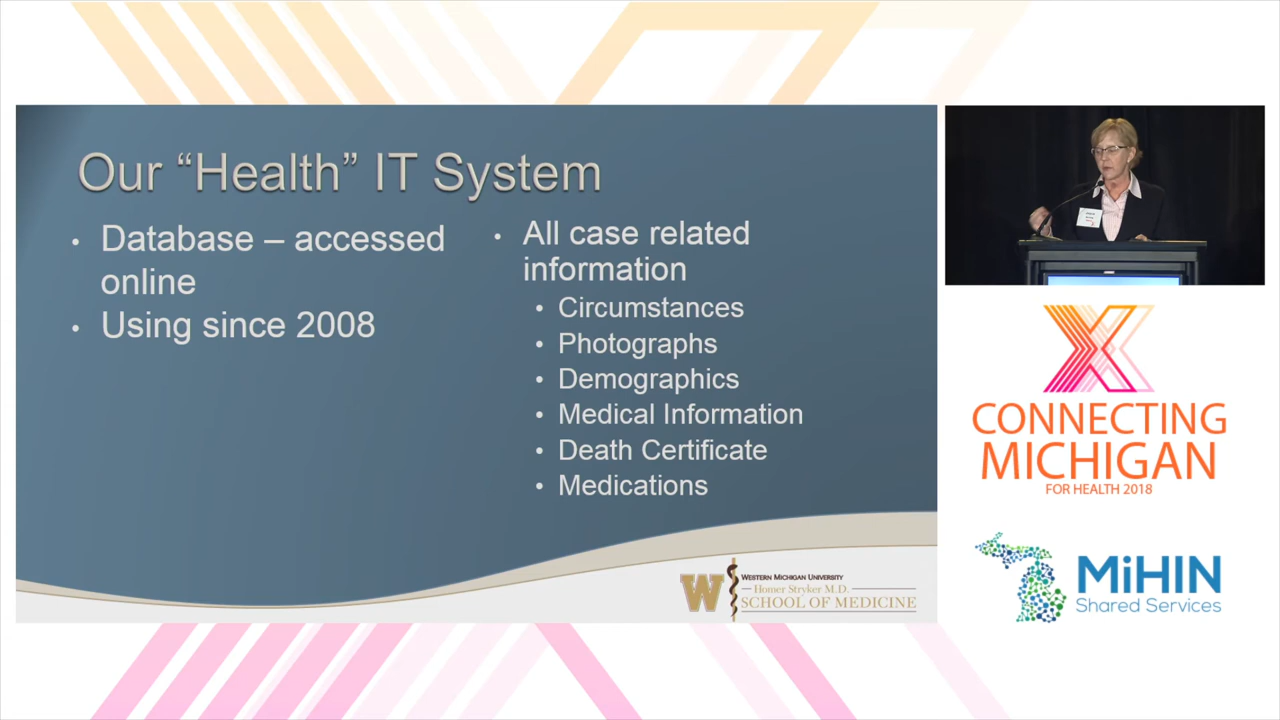 Our “Health” IT System
• Database – accessed
online
• Using since 2008
• All case related
information
• Circumstances
• Photographs
• Demographics
• Medical Information
• Death Certificate
• Medications
W
WESTERN MICHIGAN UNIVERSITY
Homer Stryker M.D.
SCHOOL OF MEDICINE
X
CONNECTING
MICHIGAN
FOR HEALTH 2018
MiHIN
Shared Services